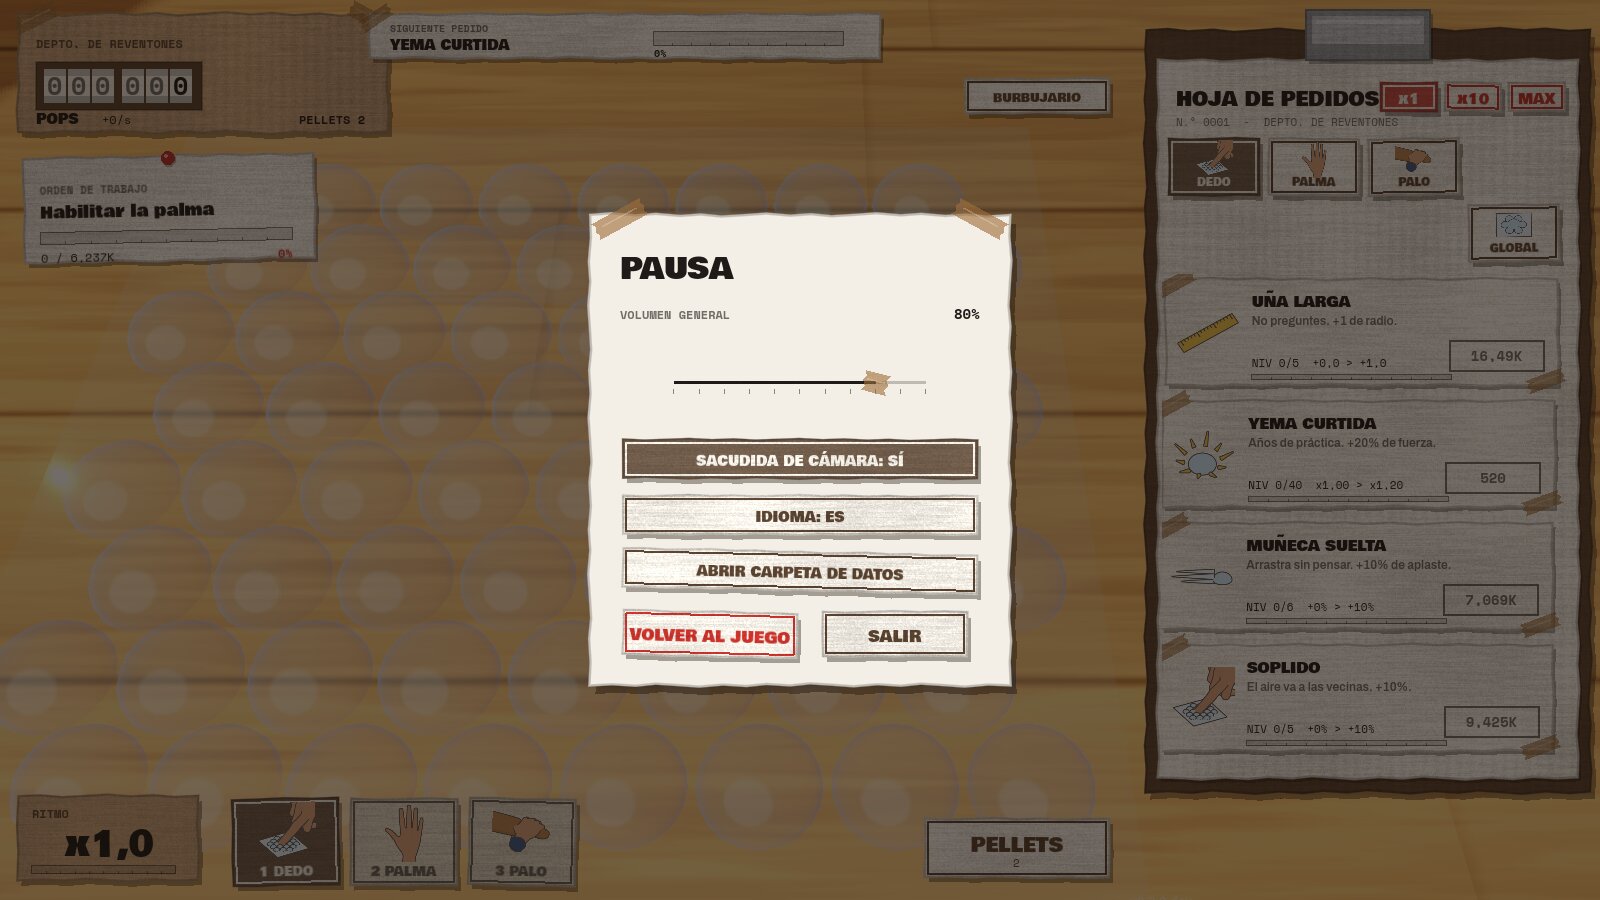 DEPTO. DE REVENTONES
000 000
POPS +0/s PELLETS 2
SIGUIENTE PEDIDO
YEMA CURTIDA
0%
BURBUJARIO
ORDEN DE TRABAJO
Habilitar la palma
0 / 6,237K 0%
PAUSA
VOLUMEN GENERAL 80%
SACUDIDA DE CÁMARA: SÍ
IDIOMA: ES
ABRIR CARPETA DE DATOS
VOLVER AL JUEGO SALIR
HOJA DE PEDIDOS x1 x10 MAX
N.° 0001 - DEPTO. DE REVENTONES
DEDO PALMA PALO
GLOBAL
UÑA LARGA
No preguntes. +1 de radio.
NIV 0/5 +0,0 > +1,0 16,49K
YEMA CURTIDA
Años de práctica. +20% de fuerza.
NIV 0/40 x1,00 > x1,20 520
MUÑECA SUELTA
Arrastra sin pensar. +10% de aplaste.
NIV 0/6 +0% > +10% 7,069K
SOPLIDO
El aire va a las vecinas. +10%.
NIV 0/5 +0% > +10% 9,425K
RITMO
x1,0
1 DEDO 2 PALMA 3 PALO
PELLETS
2